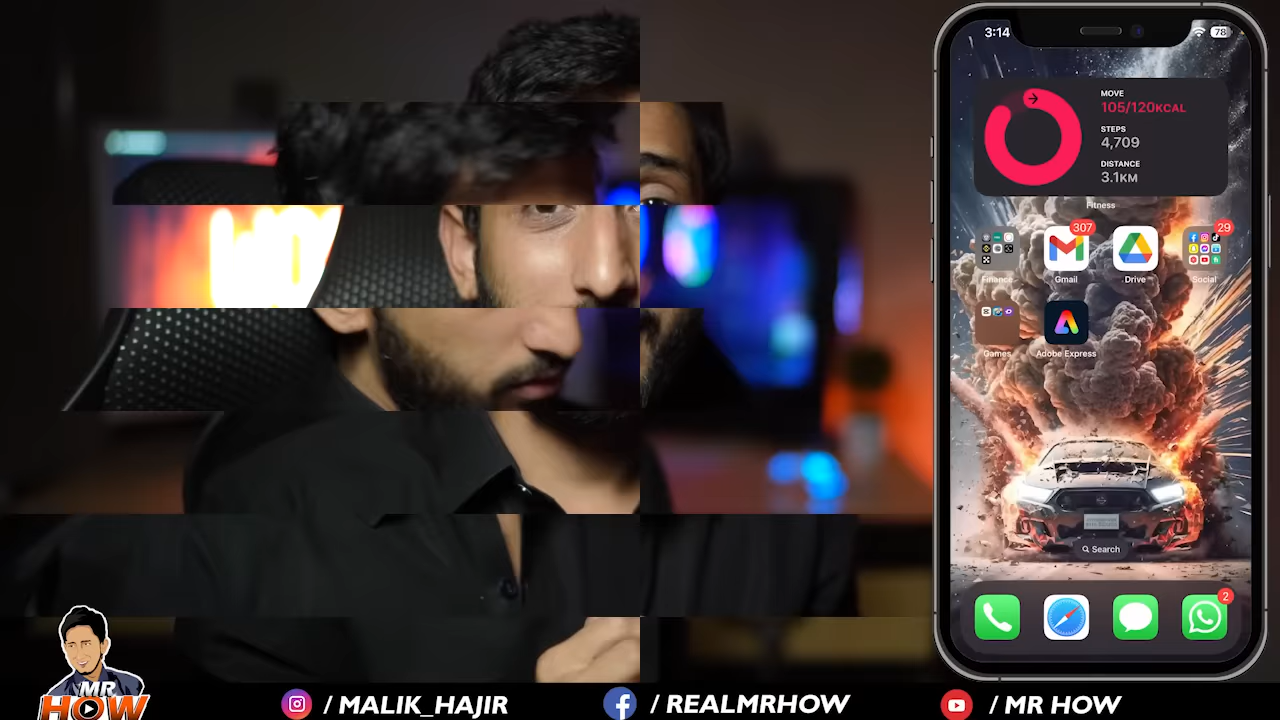 3:14
78
MOVE
105/120KCAL
STEPS
4,709
DISTANCE
3.1KM
Fitness
307
29
Finance
Gmail
Drive
Social
Games
Adobe Express
Search
2
MR
HOW
/ MALIK_HAJIR
/ REALMRHOW
/ MR HOW